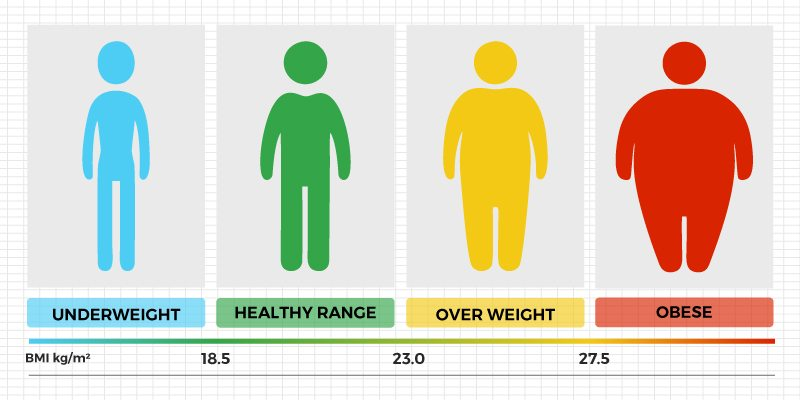 UNDERWEIGHT HEALTHY RANGE OVER WEIGHT OBESE
BMI kg/m² 18.5 23.0 27.5